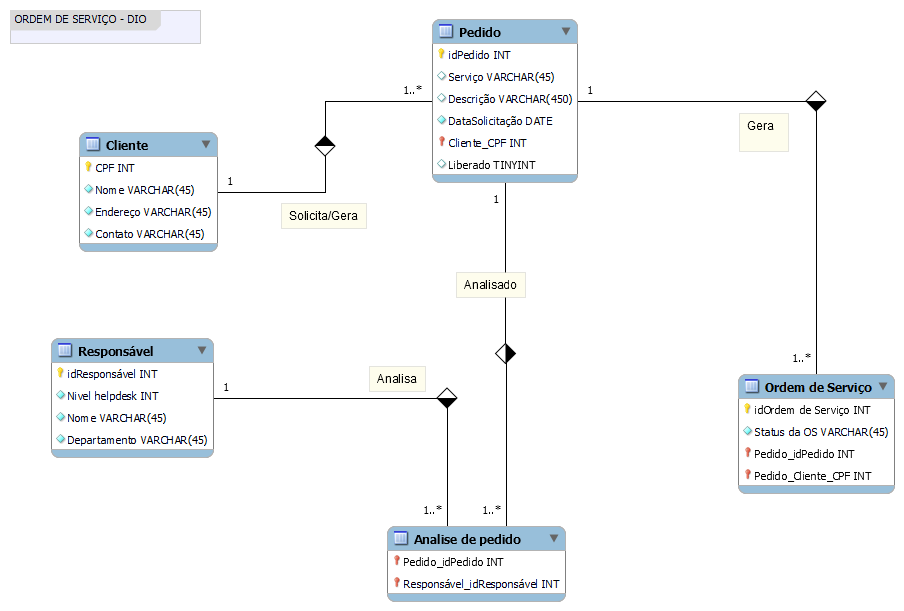 ORDEM DE SERVIÇO - DIO
Pedido
idPedido INT
Serviço VARCHAR(45)
Descrição VARCHAR(450)
DataSolicitação DATE
Cliente_CPF INT
Liberado TINYINT
1..*
1
1
Gera
Cliente
CPF INT
Nome VARCHAR(45)
Endereço VARCHAR(45)
Contato VARCHAR(45)
1
Solicita/Gera
Analisado
Responsável
idResponsável INT
Nivel helpdesk INT
Nome VARCHAR(45)
Departamento VARCHAR(45)
1
Analisa
1..*
1..*
1..*
Ordem de Serviço
idOrdem de Serviço INT
Status da OS VARCHAR(45)
Pedido_idPedido INT
Pedido_Cliente_CPF INT
Analise de pedido
Pedido_idPedido INT
Responsável_idResponsável INT